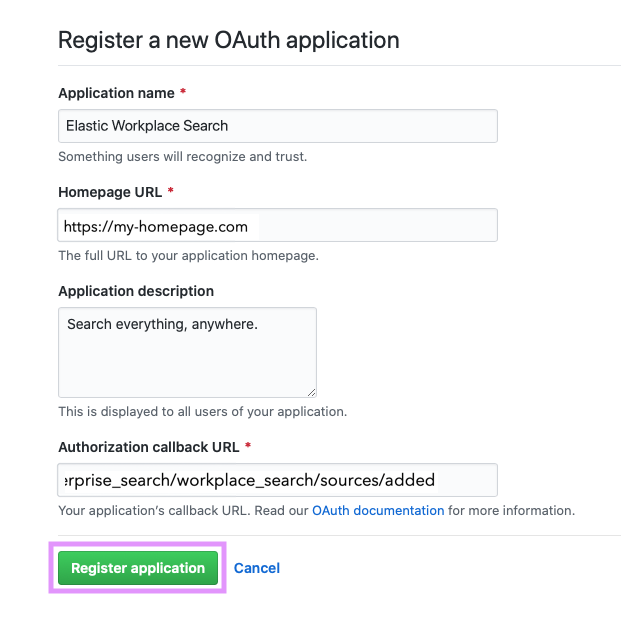 Register a new OAuth application
Application name *
Elastic Workplace Search
Something users will recognize and trust.
Homepage URL *
https://my-homepage.com
The full URL to your application homepage.
Application description
Search everything, anywhere.
This is displayed to all users of your application.
Authorization callback URL *
erprise_search/workplace_search/sources/added
Your application’s callback URL. Read our OAuth documentation for more information.
Register application Cancel